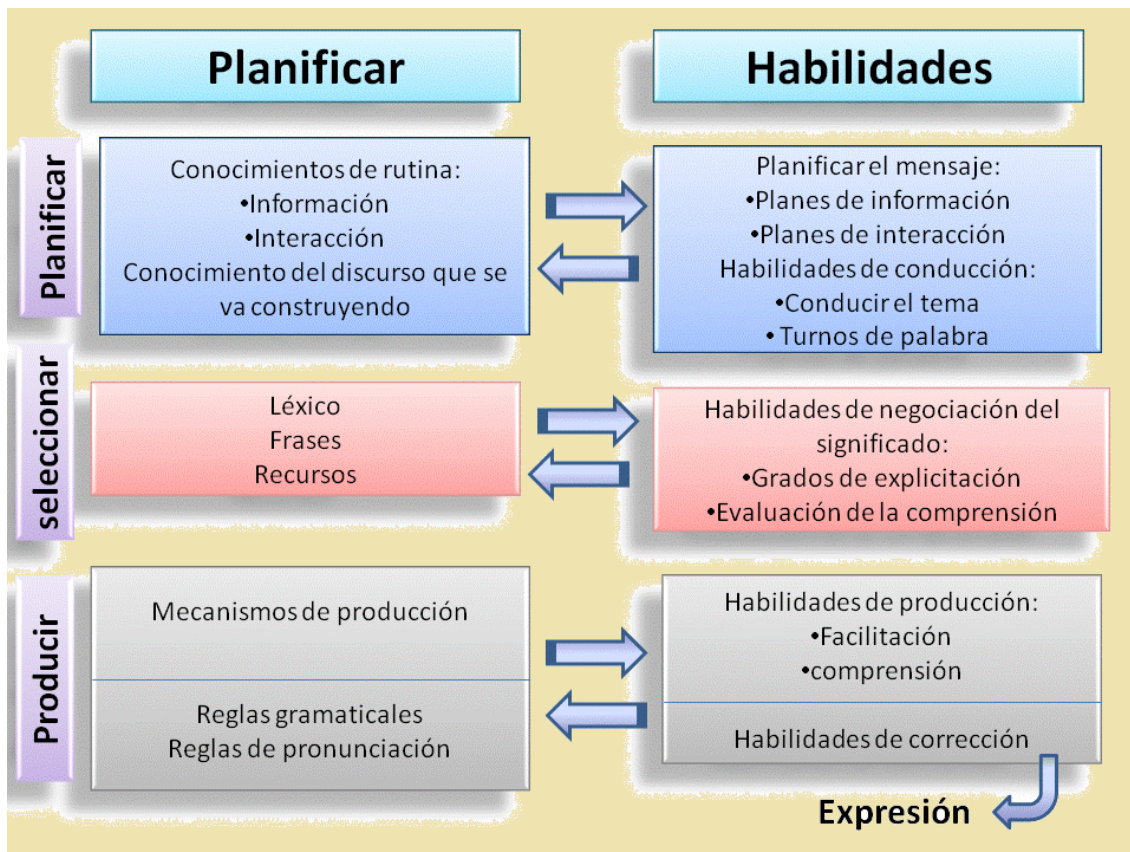 Planificar
Habilidades
Planificar
Conocimientos de rutina:
•Información
•Interacción
Conocimiento del discurso que se
va construyendo
Planificar el mensaje:
•Planes de información
•Planes de interacción
Habilidades de conducción:
•Conducir el tema
• Turnos de palabra
seleccionar
Léxico
Frases
Recursos
Habilidades de negociación del
significado:
•Grados de explicitación
•Evaluación de la comprensión
Producir
Mecanismos de producción
Reglas gramaticales
Reglas de pronunciación
Habilidades de producción:
•Facilitación
•comprensión
Habilidades de corrección
Expresión